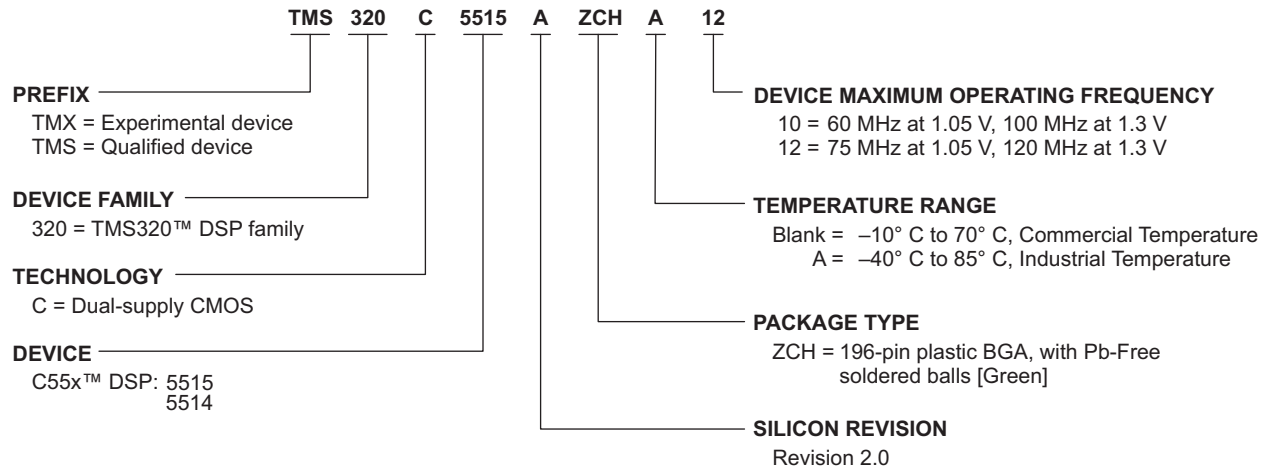 TMS 320 C 5515 A ZCH A 12
PREFIX
TMX = Experimental device
TMS = Qualified device
DEVICE FAMILY
320 = TMS320™ DSP family
TECHNOLOGY
C = Dual-supply CMOS
DEVICE
C55x™ DSP: 5515
5514
DEVICE MAXIMUM OPERATING FREQUENCY
10 = 60 MHz at 1.05 V, 100 MHz at 1.3 V
12 = 75 MHz at 1.05 V, 120 MHz at 1.3 V
TEMPERATURE RANGE
Blank = –10° C to 70° C, Commercial Temperature
A = –40° C to 85° C, Industrial Temperature
PACKAGE TYPE
ZCH = 196-pin plastic BGA, with Pb-Free
soldered balls [Green]
SILICON REVISION
Revision 2.0